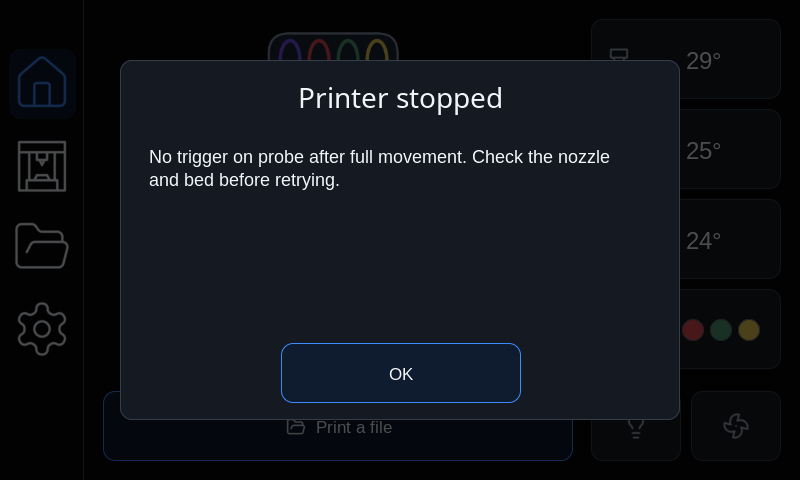 Printer stopped
29°
No trigger on probe after full movement. Check the nozzle
and bed before retrying.
25°
24°
OK
Print a file